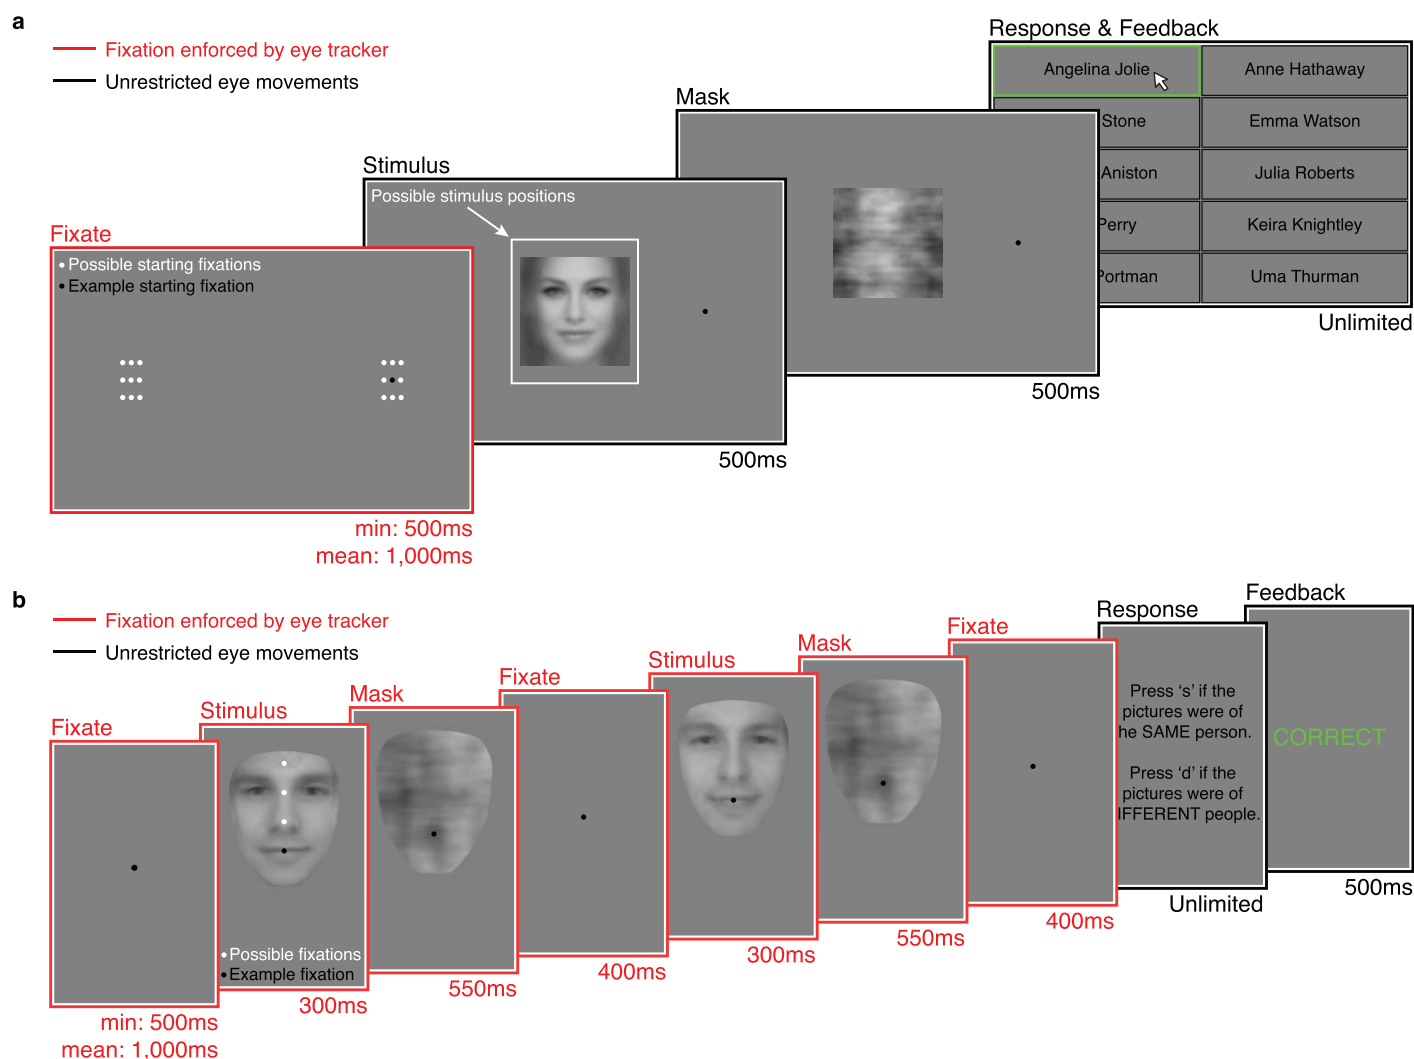 a
Fixation enforced by eye tracker
Unrestricted eye movements
Fixate
Possible starting fixations
Example starting fixation
min: 500ms
mean: 1,000ms
Stimulus
Possible stimulus positions
500ms
Mask
500ms
Response & Feedback
Angelina Jolie
Anne Hathaway
Stone
Emma Watson
Aniston
Julia Roberts
Perry
Keira Knightley
Portman
Uma Thurman
Unlimited
b
Fixation enforced by eye tracker
Unrestricted eye movements
Fixate
min: 500ms
mean: 1,000ms
Stimulus
Possible fixations
Example fixation
300ms
Mask
550ms
Fixate
400ms
Stimulus
300ms
Mask
550ms
Fixate
400ms
Response
Press ‘s’ if the
pictures were of
he SAME person.
Press ‘d’ if the
pictures were of
IFFERENT people.
Unlimited
Feedback
CORRECT
500ms